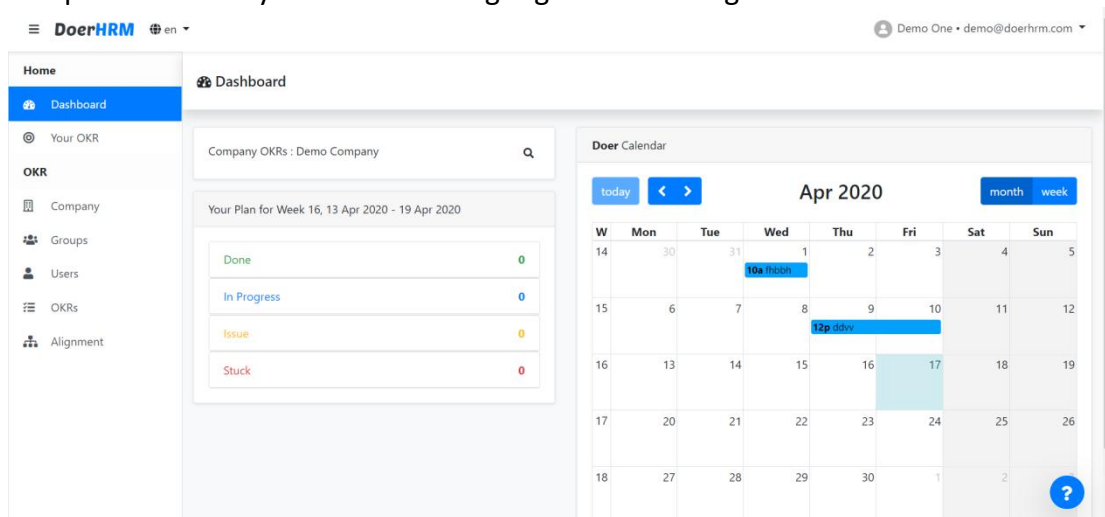 DoerHRM en
Demo One • demo@doerhrm.com
Home
Dashboard
Your OKR
OKR
Company
Groups
Users
OKRs
Alignment
Dashboard
Company OKRs : Demo Company
Your Plan for Week 16, 13 Apr 2020 - 19 Apr 2020
Done 0
In Progress 0
Issue 0
Stuck 0
Doer Calendar
today < > Apr 2020 month week
W Mon Tue Wed Thu Fri Sat Sun
14 30 31 1 2 3 4 5
10a fhbbh
15 6 7 8 9 10 11 12
12p ddvv
16 13 14 15 16 17 18 19
17 20 21 22 23 24 25 26
18 27 28 29 30 1 2
?